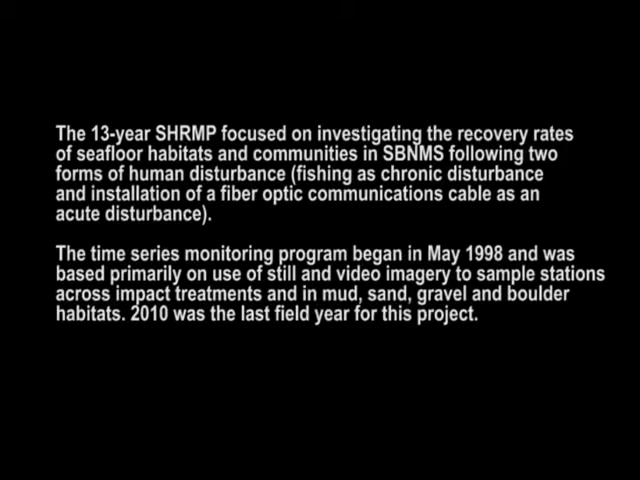 The 13-year SHRMP focused on investigating the recovery rates
of seafloor habitats and communities in SBNMS following two
forms of human disturbance (fishing as chronic disturbance
and installation of a fiber optic communications cable as an
acute disturbance).
The time series monitoring program began in May 1998 and was
based primarily on use of still and video imagery to sample stations
across impact treatments and in mud, sand, gravel and boulder
habitats. 2010 was the last field year for this project.